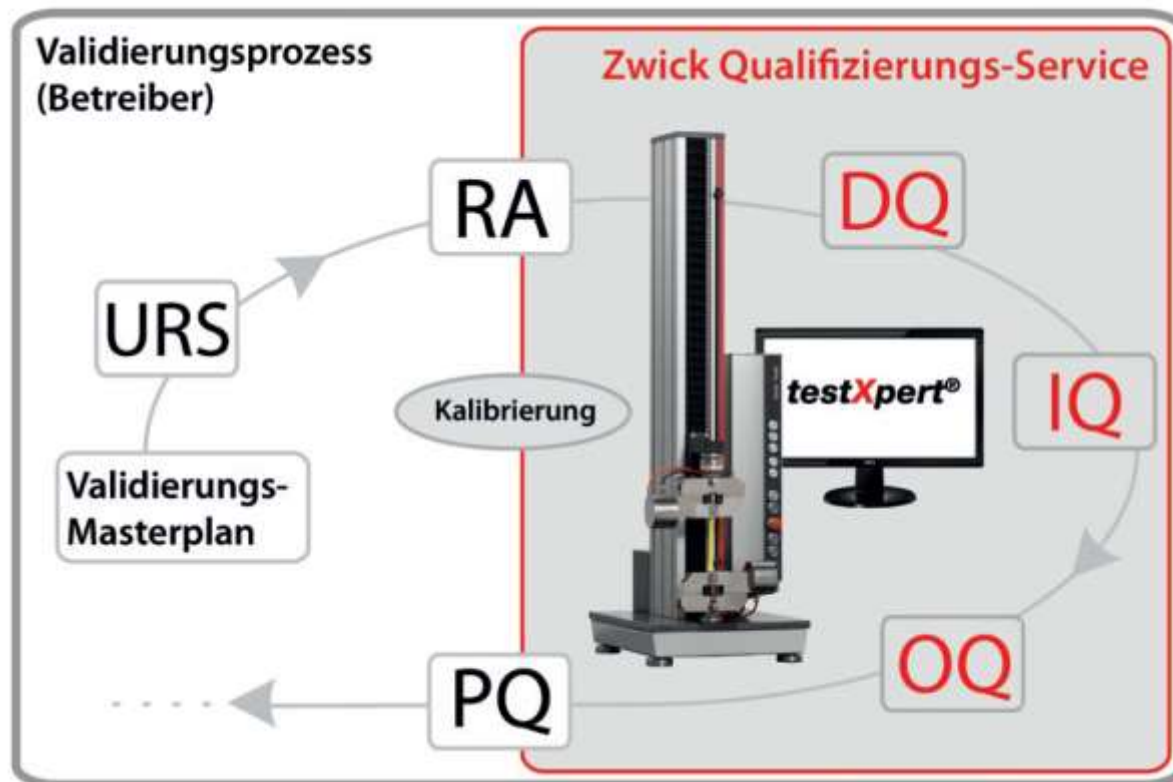 Validierungsprozess
(Betreiber)
Zwick Qualifizierungs-Service
RA
DQ
URS
testXpert®
IQ
Kalibrierung
Validierungs-
Masterplan
OQ
PQ